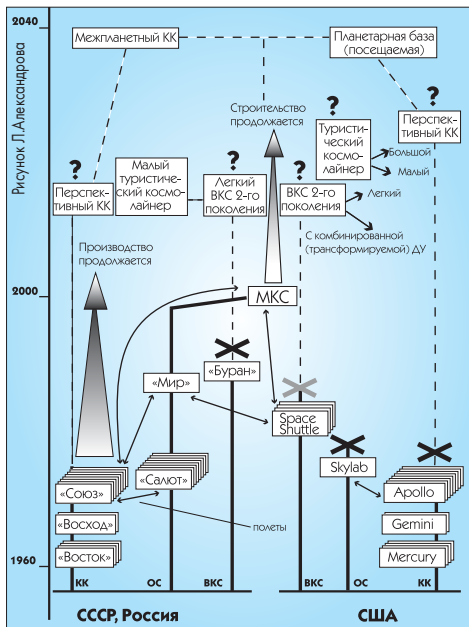 2040
Рисунок Л.Александрова
Межпланетный КК
Планетарная база
(посещаемая)
?
Строительство
продолжается
?
Туристи-
ческий
космо-
лайнер
Большой
Малый
?
Перспек-
тивный КК
?
Перспек-
тивный КК
Малый
туристичес-
кий космо-
лайнер
?
Легкий
ВКС 2-го
поколения
?
ВКС 2-го
поколения
Легкий
С комбинированной
(трансформируемой) ДУ
Производство
продолжается
2000
МКС
«Буран»
«Мир»
Space
Shuttle
Skylab
«Союз»
«Салют»
Apollo
«Восход»
полеты
Gemini
«Восток»
Mercury
1960
КК
ОС
ВКС
ВКС
ОС
КК
СССР, Россия
США